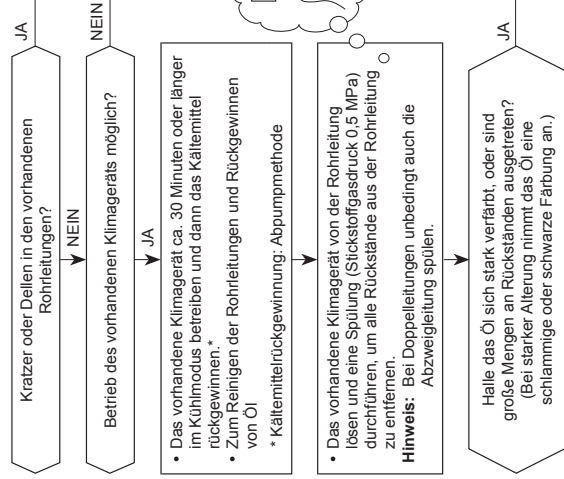 Kratzer oder Dellen in den vorhandenen
Rohrleitungen?
JA
NEIN
Betrieb des vorhandenen Klimageräts möglich?
NEIN
JA
• Das vorhandene Klimagerät ca. 30 Minuten oder länger
im Kühlmodus betreiben und dann das Kältemittel
rückgewinnen.*
• Zum Reinigen der Rohrleitungen und Rückgewinnen
von Öl
* Kältemittelrückgewinnung: Abpumpmethode
• Das vorhandene Klimagerät von der Rohrleitung
lösen und eine Spülung (Stickstoffgasdruck 0,5 MPa)
durchführen, um alle Rückstände aus der Rohrleitung
zu entfernen.
Hinweis: Bei Doppelleitungen unbedingt auch die
Abzweigleitung spülen.
Halle das Öl sich stark verfärbt, oder sind
große Mengen an Rückständen ausgetreten?
(Bei starker Alterung nimmt das Öl eine
schlammige oder schwarze Färbung an.)
JA